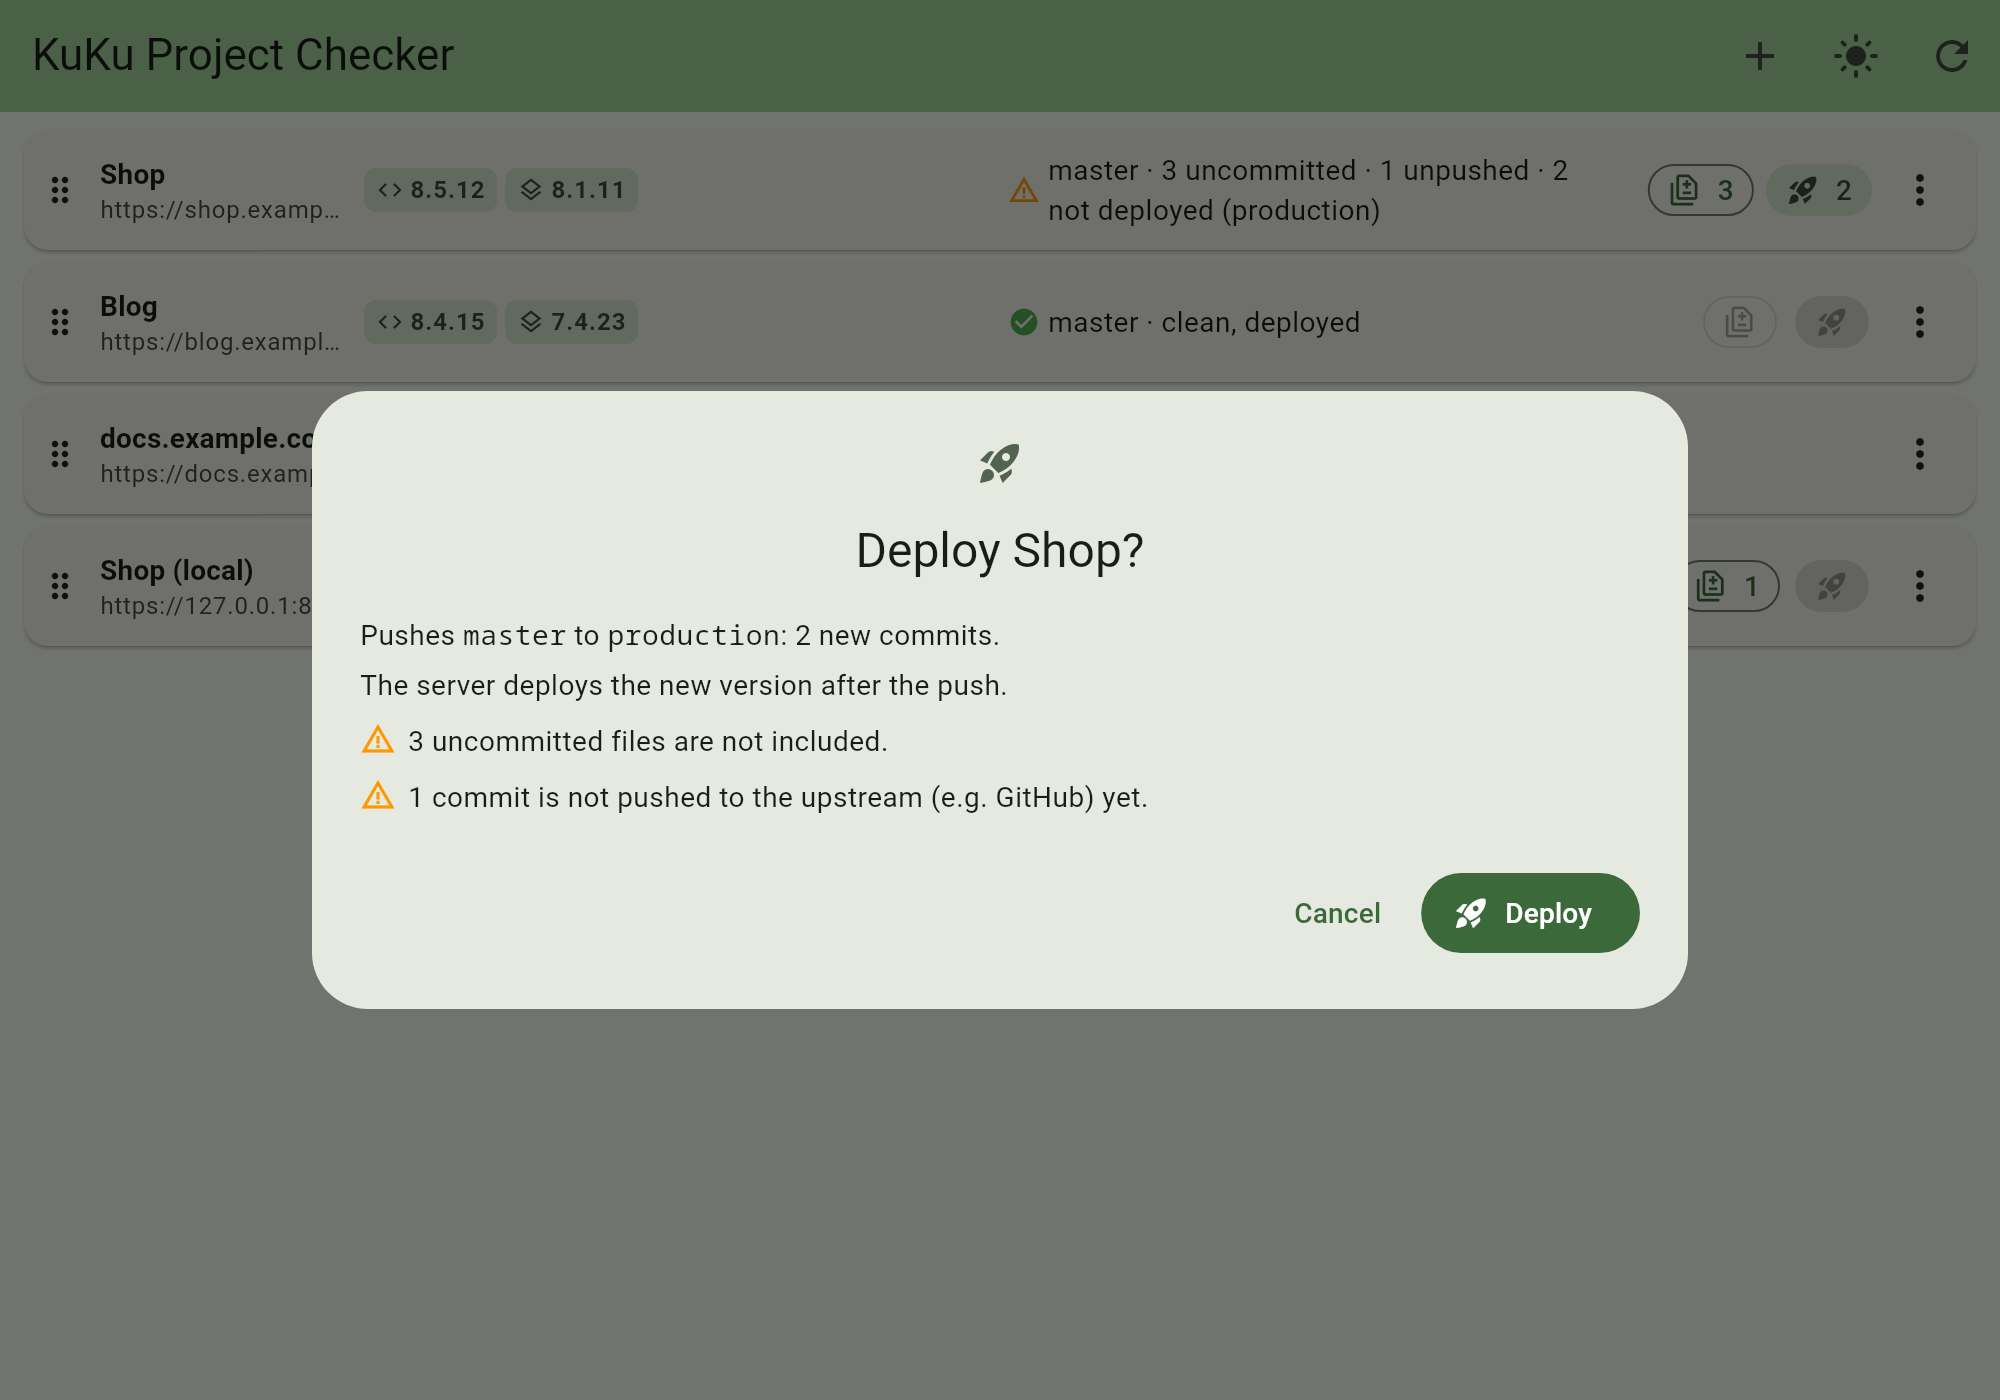 KuKu Project Checker
Shop
https://shop.examp…
8.5.12
8.1.11
master · 3 uncommitted · 1 unpushed · 2
not deployed (production)
3
2
Blog
https://blog.exampl…
8.4.15
7.4.23
master · clean, deployed
docs.example.co
https://docs.examp
Shop (local)
https://127.0.0.1:8
1
Deploy Shop?
Pushes master to production: 2 new commits.
The server deploys the new version after the push.
3 uncommitted files are not included.
1 commit is not pushed to the upstream (e.g. GitHub) yet.
Cancel
Deploy